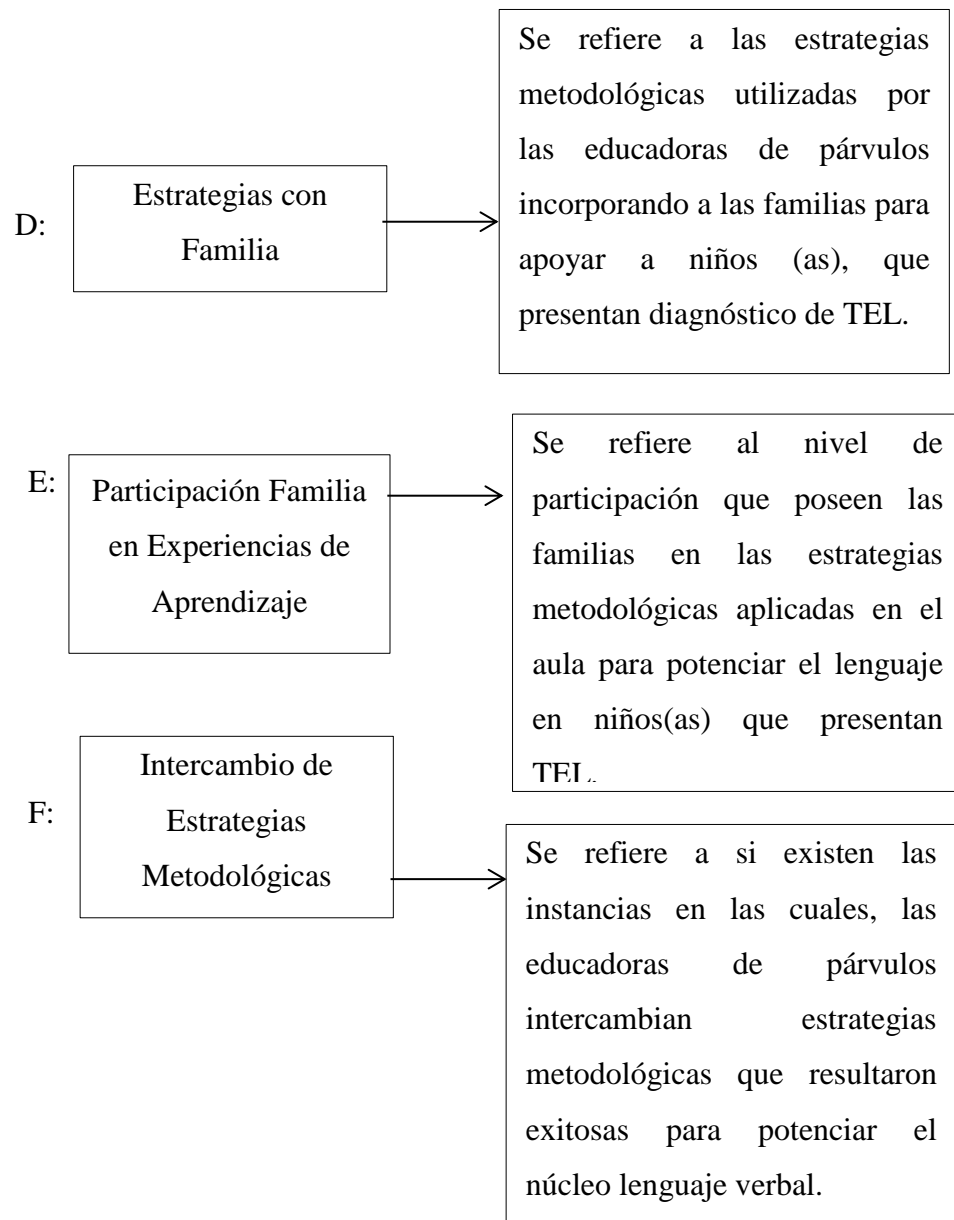 D:
Estrategias con
Familia
Se refiere a las estrategias
metodológicas utilizadas por
las educadoras de párvulos
incorporando a las familias para
apoyar a niños (as), que
presentan diagnóstico de TEL.
E:
Participación Familia
en Experiencias de
Aprendizaje
Se refiere al nivel de
participación que poseen las
familias en las estrategias
metodológicas aplicadas en el
aula para potenciar el lenguaje
en niños(as) que presentan
TEL.
F:
Intercambio de
Estrategias
Metodológicas
Se refiere a si existen las
instancias en las cuales, las
educadoras de párvulos
intercambian estrategias
metodológicas que resultaron
exitosas para potenciar el
núcleo lenguaje verbal.